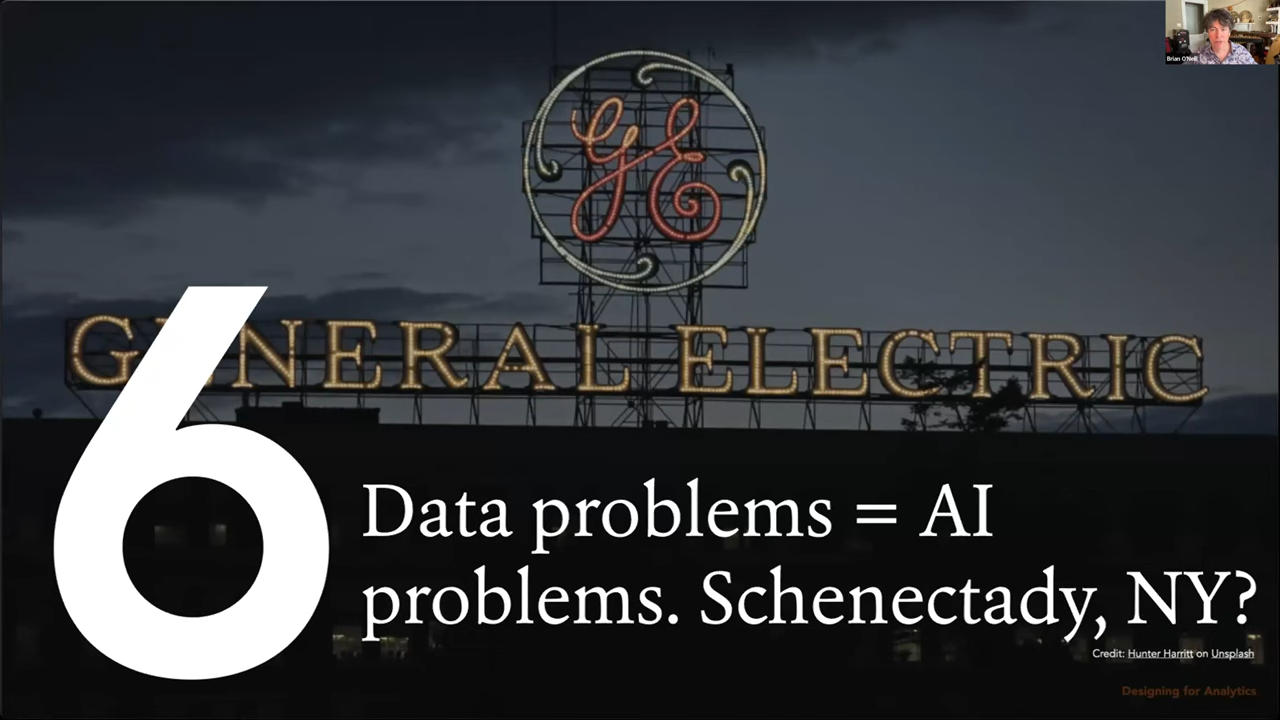 Brian O'Neill
GE
GENERAL ELECTRIC
6
Data problems = AI
problems. Schenectady, NY?
Credit: Hunter Harritt on Unsplash
Designing for Analytics